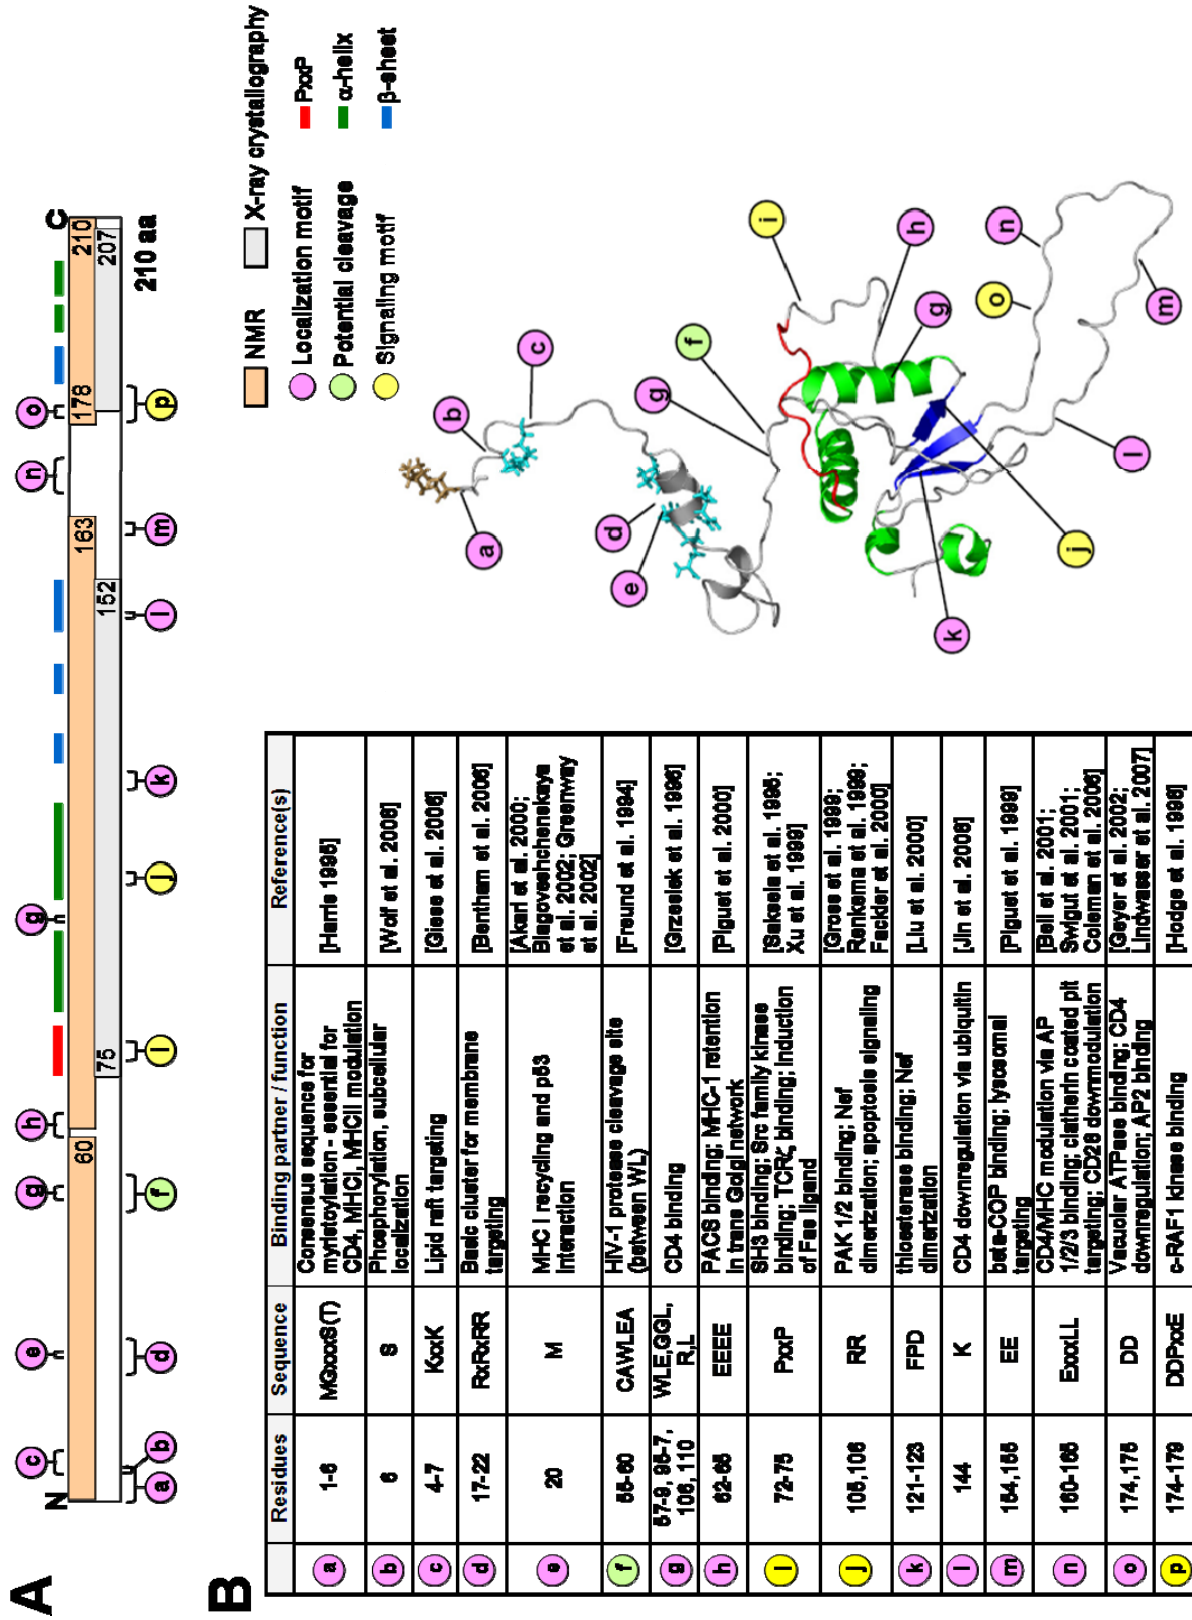 A
c
e
g
h
g
n
o
N
C
60
163
178
210
75
152
207
210 aa
a
b
d
f
i
j
k
l
m
p
NMR
X-ray crystallography
Localization motif
PxxP
Potential cleavage
α-helix
Signaling motif
β-sheet
B
Residues
Sequence
Binding partner / function
Reference(s)
a
1-6
MGxxxS(T)
Consensus sequence for
myristoylation - essential for
CD4, MHCI, MHCII modulation
[Harris 1995]
b
6
S
Phosphorylation, subcellular
localization
[Wolf et al. 2008]
c
4-7
KxxK
Lipid raft targeting
[Giese et al. 2006]
d
17-22
RxRxRR
Basic cluster for membrane
targeting
[Bentham et al. 2006]
e
20
M
MHC I recycling and p53
interaction
[Akari et al. 2000;
Blagoveshchenskaya
et al. 2002; Greenway
et al. 2002]
f
55-60
CAWLEA
HIV-1 protease cleavage site
(between WL)
[Freund et al. 1994]
g
57-9, 95-7,
106, 110
WLE,GGL,
R,L
CD4 binding
[Grzesiek et al. 1996]
h
62-65
EEEE
PACS binding; MHC-1 retention
in trans Golgi network
[Piguet et al. 2000]
i
72-75
PxxP
SH3 binding; Src family kinase
binding; TCRζ binding; induction
of Fas ligand
[Saksela et al. 1995;
Xu et al. 1999]
j
105,106
RR
PAK 1/2 binding; Nef
dimerization; apoptosis signaling
[Gross et al. 1999;
Renkema et al. 1999;
Fackler et al. 2000]
k
121-123
FPD
thioesterase binding; Nef
dimerization
[Liu et al. 2000]
l
144
K
CD4 downregulation via ubiquitin
[Jin et al. 2008]
m
154,155
EE
beta-COP binding; lysosomal
targeting
[Piguet et al. 1999]
n
160-165
ExxxLL
CD4/MHC modulation via AP
1/2/3 binding; clatherin coated pit
targeting; CD28 downmodulation
[Bell et al. 2001;
Swigut et al. 2001;
Coleman et al. 2006]
o
174,175
DD
Vacuolar ATPase binding; CD4
downregulation; AP2 binding
[Geyer et al. 2002;
Lindwasser et al. 2007]
p
174-179
DDPxxE
c-RAF1 kinase binding
[Hodge et al. 1998]
a
b
c
d
e
f
g
i
h
g
k
j
o
n
l
m